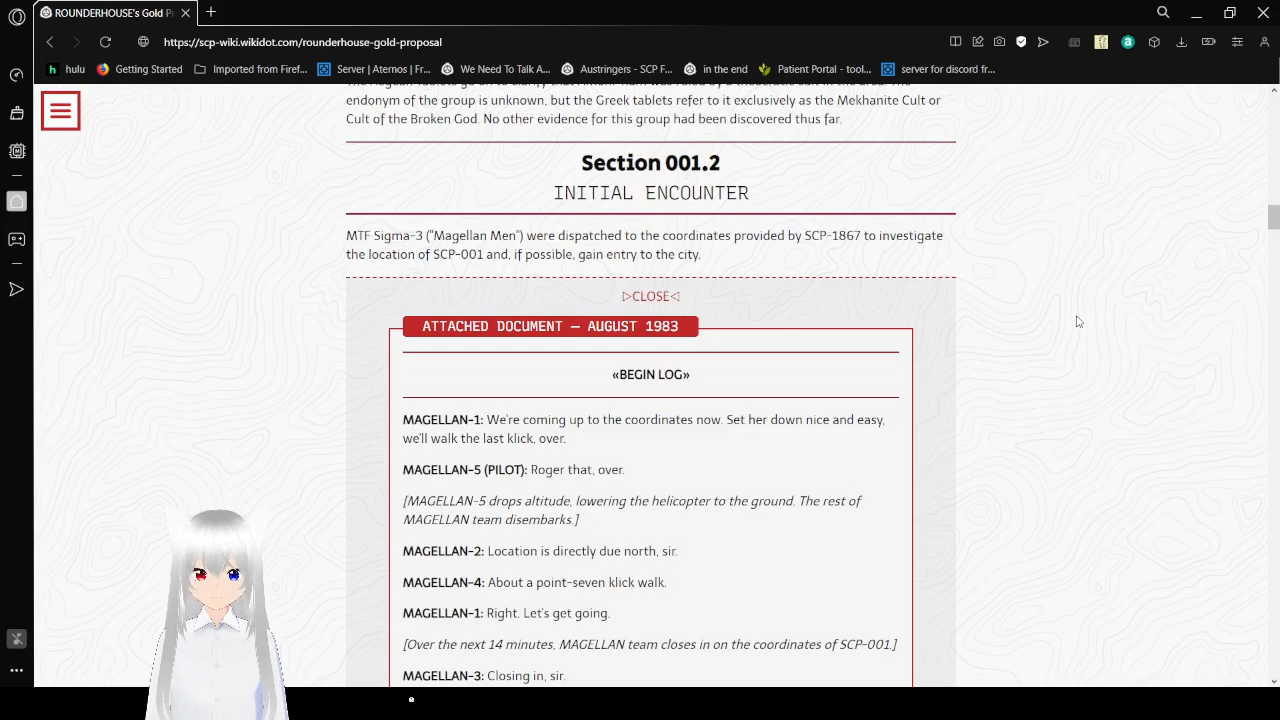 ROUNDERHOUSE's Gold P
https://scp-wiki.wikidot.com/rounderhouse-gold-proposal
hulu
Getting Started
Imported from Firef...
Server | Aternos | Fr...
We Need To Talk A...
Austringers - SCP F...
in the end
Patient Portal - tool...
server for discord fr...
endonym of the group is unknown, but the Greek tablets refer to it exclusively as the Mekhanite Cult or
Cult of the Broken God. No other evidence for this group had been discovered thus far.
Section 001.2
INITIAL ENCOUNTER
MTF Sigma-3 ("Magellan Men") were dispatched to the coordinates provided by SCP-1867 to investigate
the location of SCP-001 and, if possible, gain entry to the city.
▷CLOSE◁
ATTACHED DOCUMENT — AUGUST 1983
«BEGIN LOG»
MAGELLAN-1: We're coming up to the coordinates now. Set her down nice and easy,
we'll walk the last klick, over.
MAGELLAN-5 (PILOT): Roger that, over.
[MAGELLAN-5 drops altitude, lowering the helicopter to the ground. The rest of
MAGELLAN team disembarks.]
MAGELLAN-2: Location is directly due north, sir.
MAGELLAN-4: About a point-seven klick walk.
MAGELLAN-1: Right. Let's get going.
[Over the next 14 minutes, MAGELLAN team closes in on the coordinates of SCP-001.]
MAGELLAN-3: Closing in, sir.